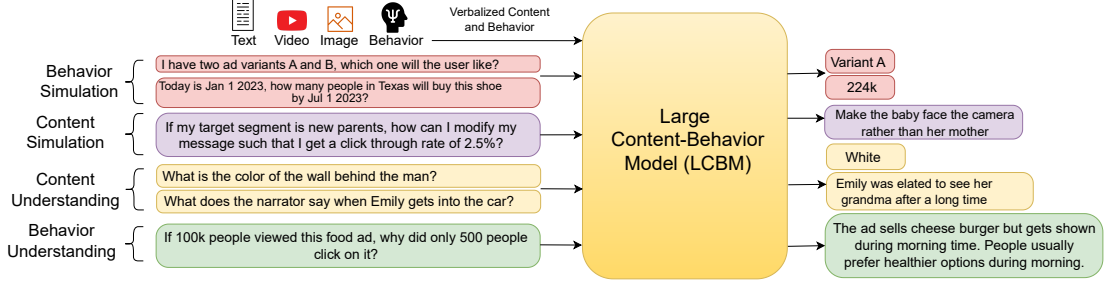 Text
Video
Image
Behavior
Verbalized Content
and Behavior
Behavior
Simulation
I have two ad variants A and B, which one will the user like?
Today is Jan 1 2023, how many people in Texas will buy this shoe
by Jul 1 2023?
Content
Simulation
If my target segment is new parents, how can I modify my
message such that I get a click through rate of 2.5%?
Content
Understanding
What is the color of the wall behind the man?
What does the narrator say when Emily gets into the car?
Behavior
Understanding
If 100k people viewed this food ad, why did only 500 people
click on it?
Large
Content-Behavior
Model (LCBM)
Variant A
224k
Make the baby face the camera
rather than her mother
White
Emily was elated to see her
grandma after a long time
The ad sells cheese burger but gets shown
during morning time. People usually
prefer healthier options during morning.